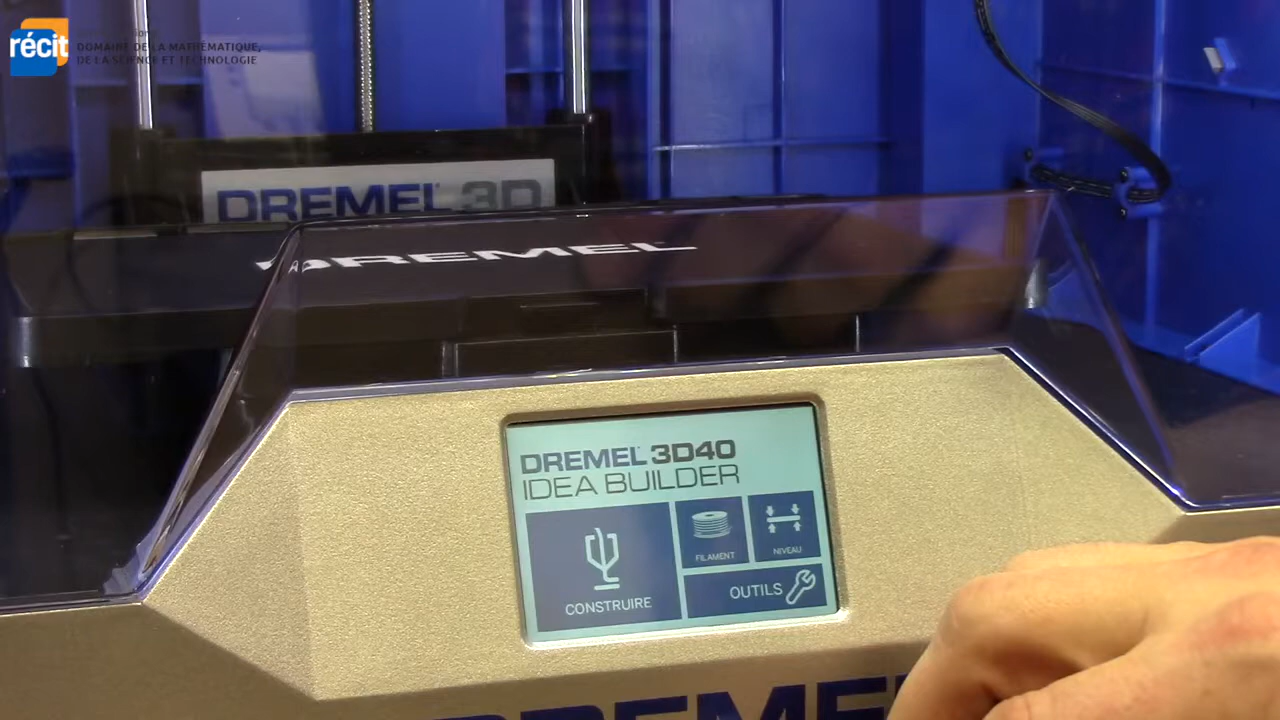 récit
DOMAINE DE LA MATHÉMATIQUE,
DE LA SCIENCE ET TECHNOLOGIE
DREMEL 3D
DREMEL
DREMEL 3D40
IDEA BUILDER
FILAMENT
NIVEAU
CONSTRUIRE
OUTILS
DREMEL